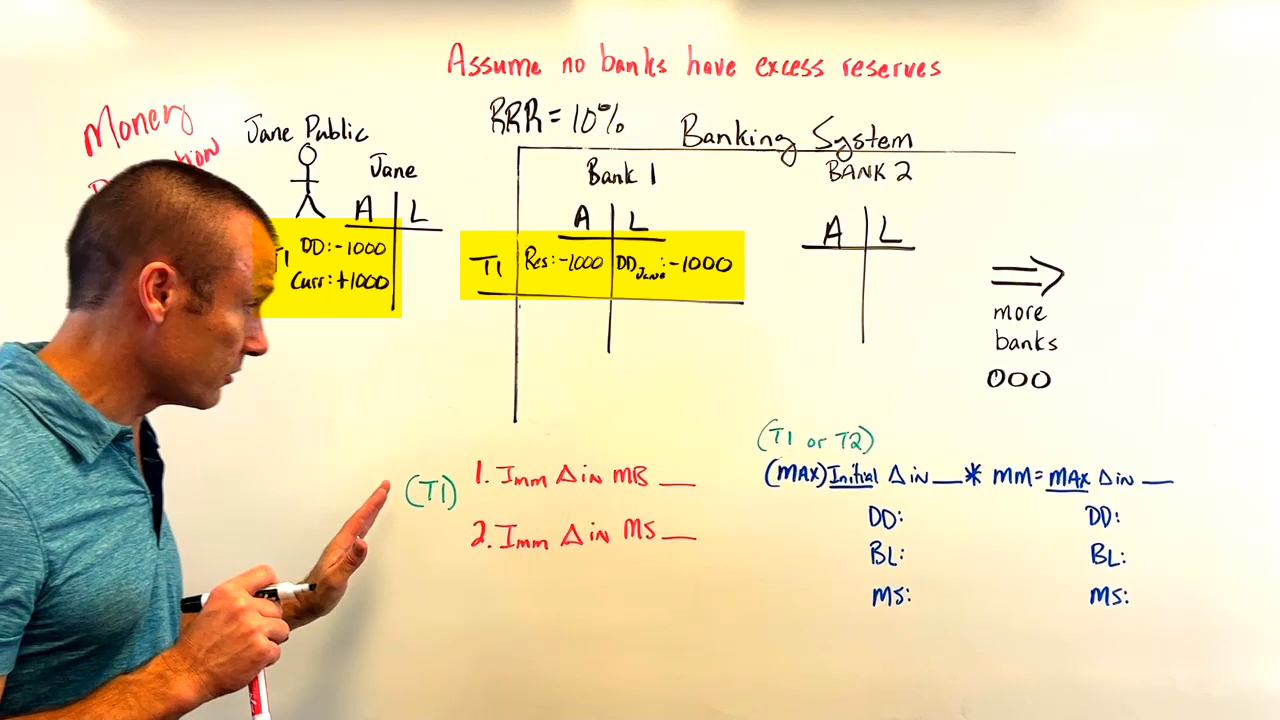 Assume no banks have excess reserves
Money
Jane Public
RRR = 10%
Banking System
Jane
Bank 1
BANK 2
A L
A L
A L
T1 DD: -1000
Curr: +1000
T1 Res: -1000 DD Jane: -1000
more
banks
000
(T1 or T2)
(T1)
1. Imm Δ in MB __
(MAX) Initial Δ in __ * MM = MAX Δ in __
DD: DD:
2. Imm Δ in MS __
BL: BL:
MS: MS: